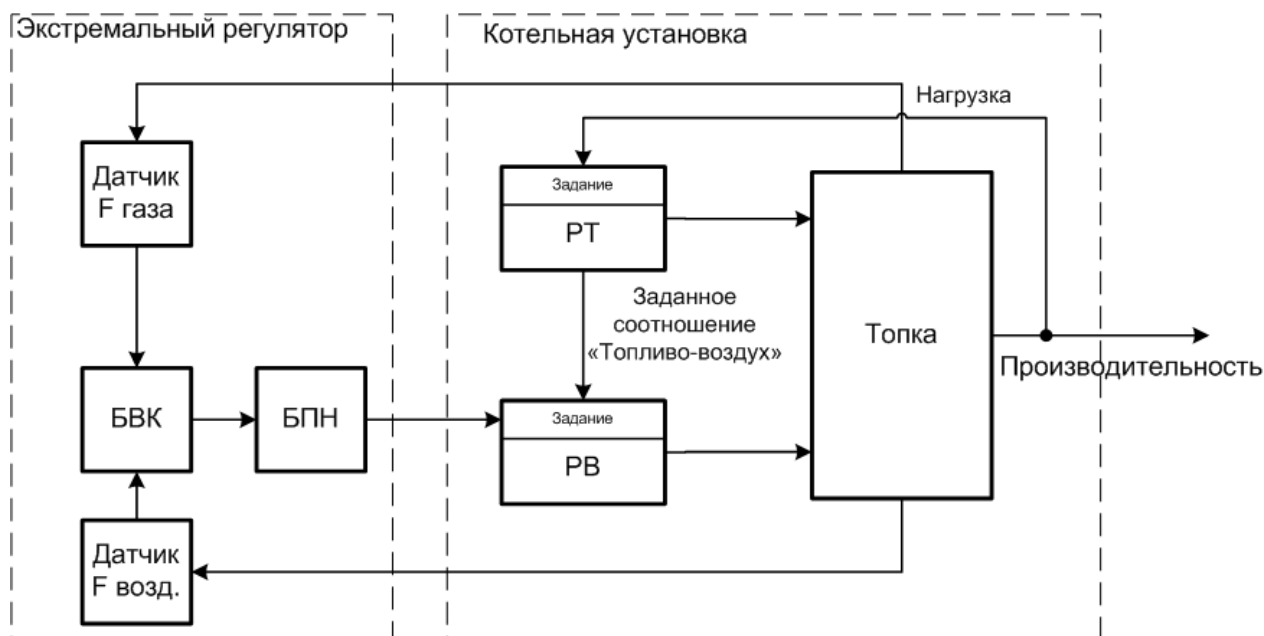 Экстремальный регулятор
Котельная установка
Нагрузка
Датчик
F газа
Задание
РТ
Заданное
соотношение
«Топливо-воздух»
Топка
Производительность
БВК
БПН
Задание
РВ
Датчик
F возд.